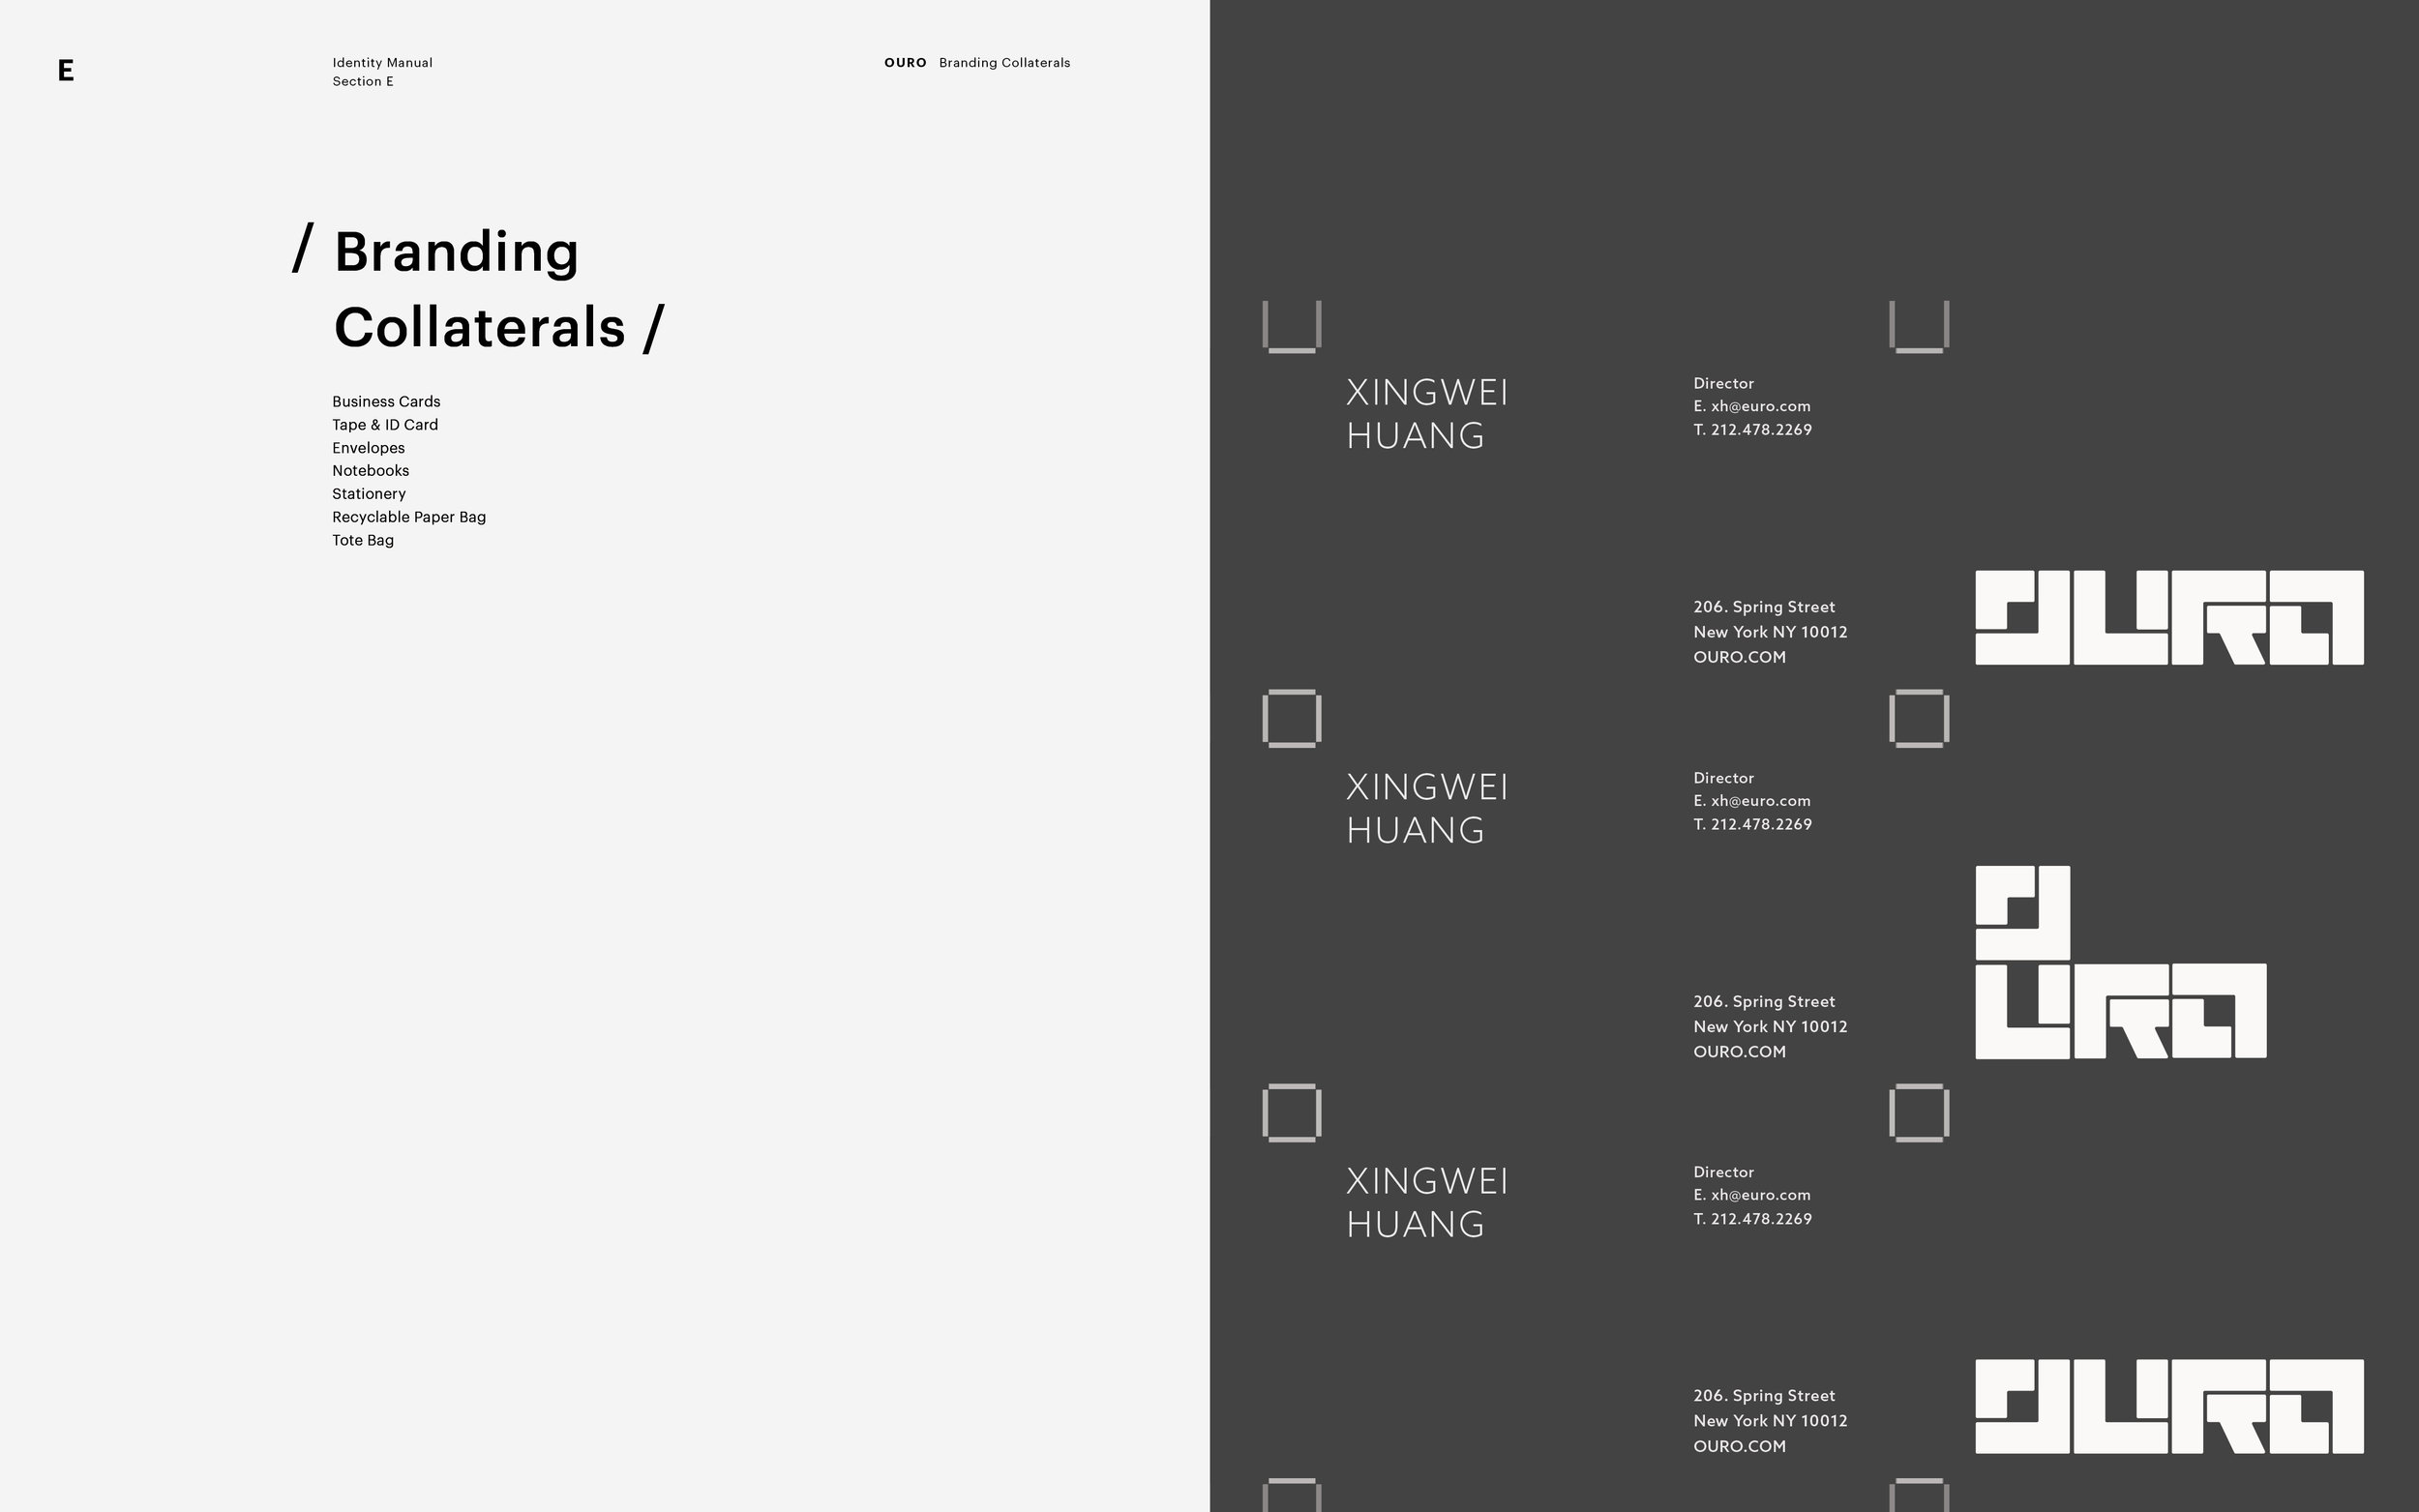 E
Identity Manual
Section E
OURO Branding Collaterals
/ Branding
Collaterals /
Business Cards
Tape & ID Card
Envelopes
Notebooks
Stationery
Recyclable Paper Bag
Tote Bag
XINGWEI
HUANG
Director
E. xh@euro.com
T. 212.478.2269
206. Spring Street
New York NY 10012
OURO.COM
OURO
XINGWEI
HUANG
Director
E. xh@euro.com
T. 212.478.2269
206. Spring Street
New York NY 10012
OURO.COM
O
URO
XINGWEI
HUANG
Director
E. xh@euro.com
T. 212.478.2269
206. Spring Street
New York NY 10012
OURO.COM
OURO